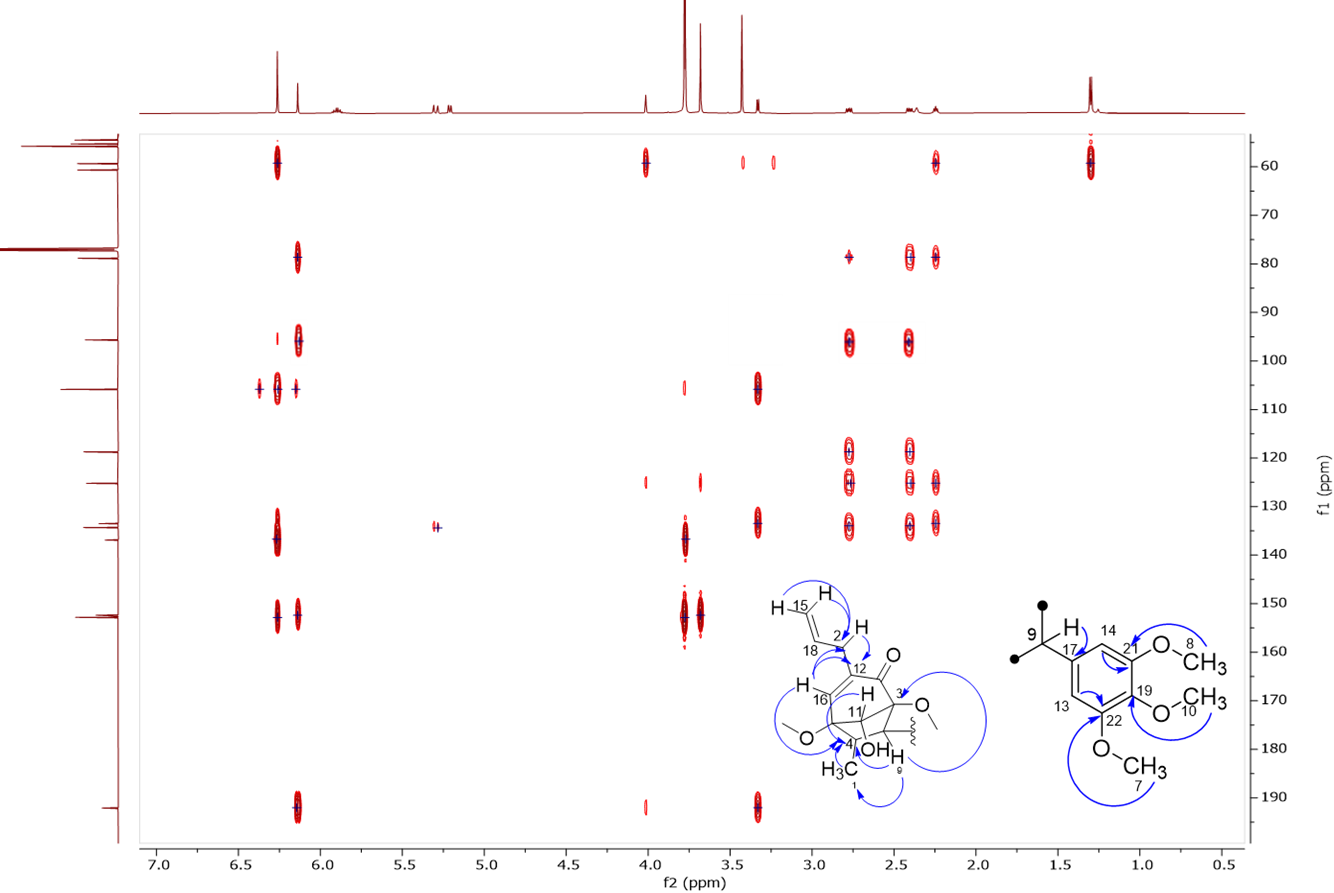 60
70
80
90
100
110
120
130
140
150
160
170
180
190
f1 (ppm)
7.0 6.5 6.0 5.5 5.0 4.5 4.0 3.5 3.0 2.5 2.0 1.5 1.0 0.5
f2 (ppm)
H
H 15
2 H
18
12 O
H H 3
16
11 O
O
4 OH
H
H3C 9
1
9 H 14 8
17 21 O CH3
19
13 O CH3
22 10
O
CH3
7